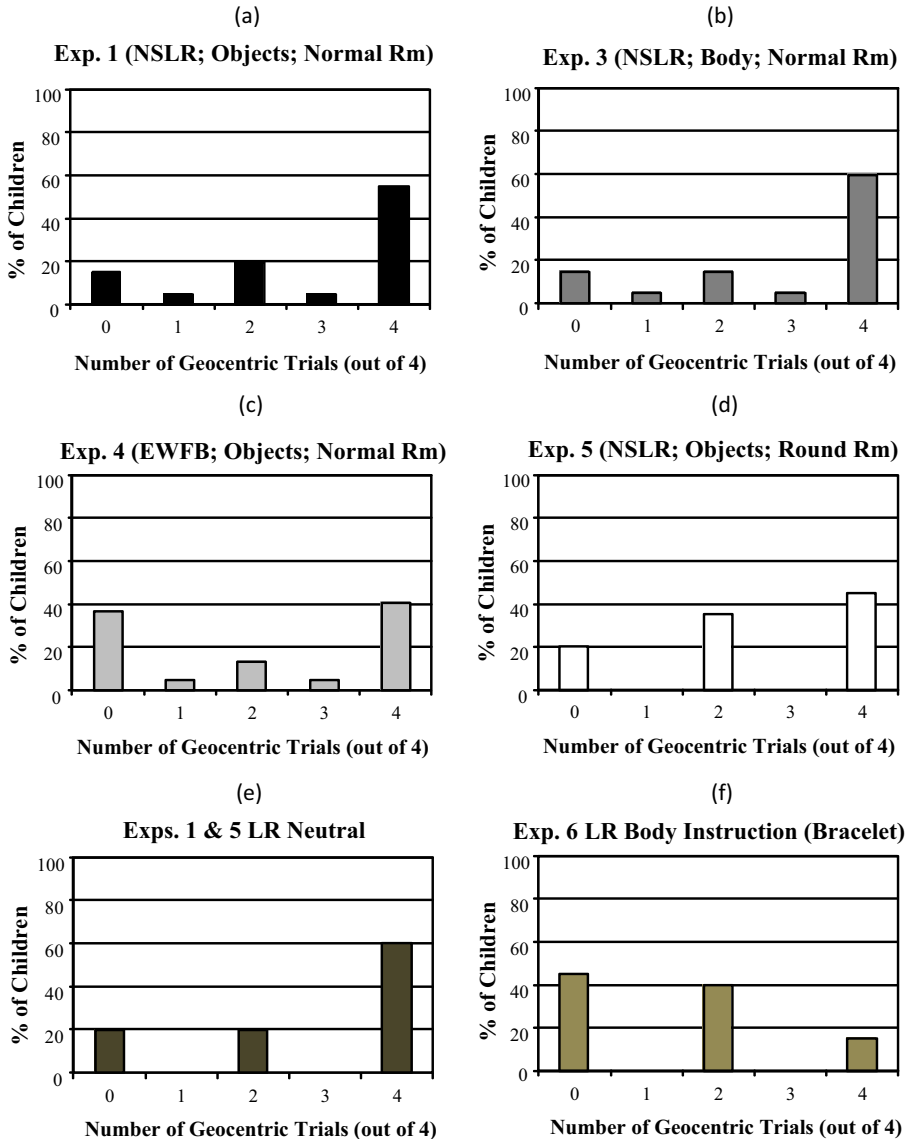 (a)
Exp. 1 (NSLR; Objects; Normal Rm)
% of Children
100
80
60
40
20
0
0 1 2 3 4
Number of Geocentric Trials (out of 4)
(b)
Exp. 3 (NSLR; Body; Normal Rm)
% of Children
100
80
60
40
20
0
0 1 2 3 4
Number of Geocentric Trials (out of 4)
(c)
Exp. 4 (EWFB; Objects; Normal Rm)
% of Children
100
80
60
40
20
0
0 1 2 3 4
Number of Geocentric Trials (out of 4)
(d)
Exp. 5 (NSLR; Objects; Round Rm)
% of Children
100
80
60
40
20
0
0 1 2 3 4
Number of Geocentric Trials (out of 4)
(e)
Exps. 1 & 5 LR Neutral
% of Children
100
80
60
40
20
0
0 1 2 3 4
Number of Geocentric Trials (out of 4)
(f)
Exp. 6 LR Body Instruction (Bracelet)
% of Children
100
80
60
40
20
0
0 1 2 3 4
Number of Geocentric Trials (out of 4)